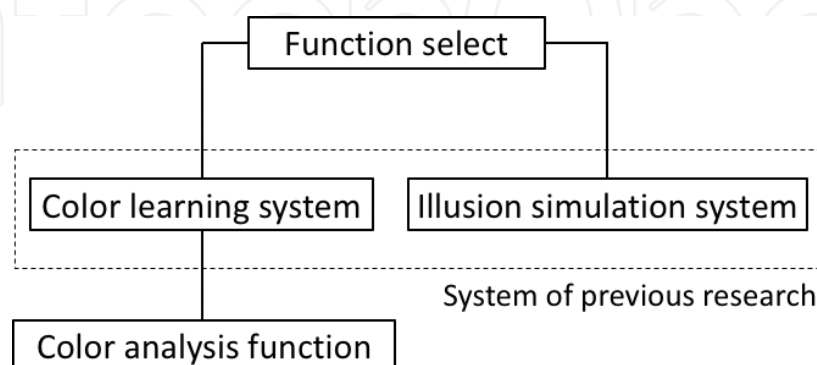 Function select
Color learning system
Illusion simulation system
System of previous research
Color analysis function